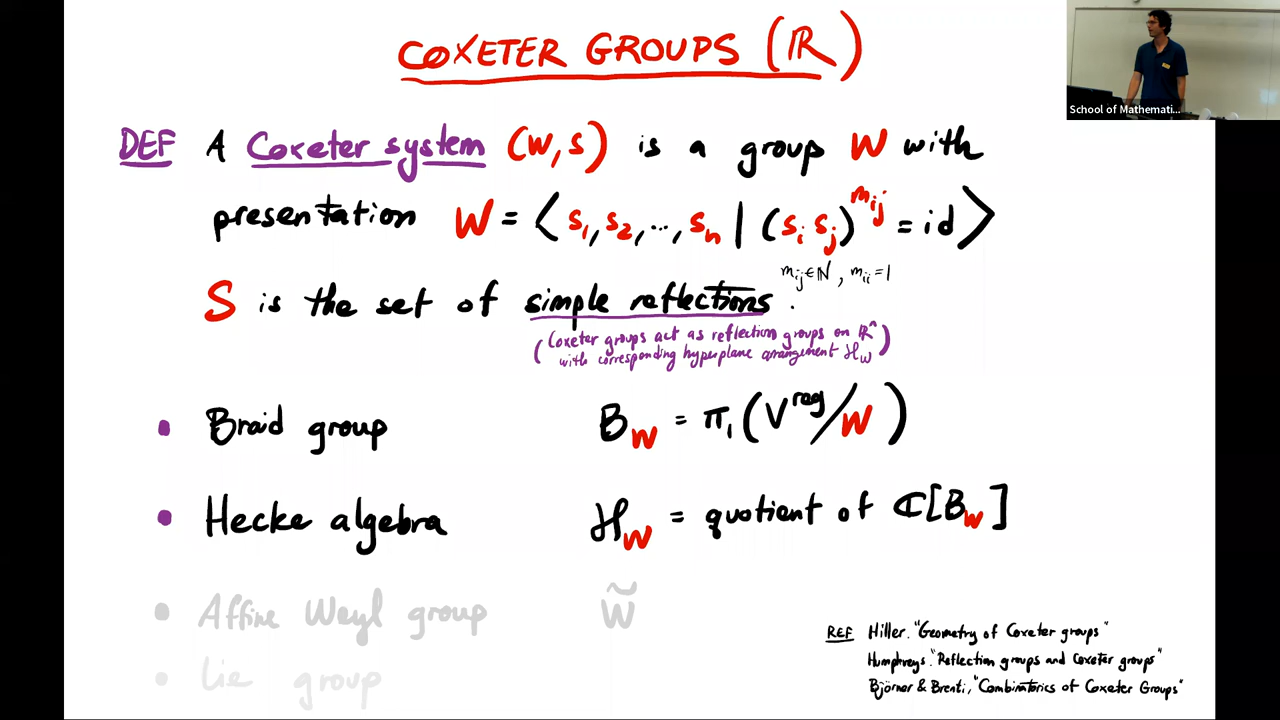 COXETER GROUPS (ℝ)
School of Mathemati...
DEF A Coxeter system (W,S) is a group W with
presentation W = ⟨ s₁, s₂, ..., sₙ | (sᵢ sⱼ)^mᵢⱼ = id ⟩
mᵢⱼ ∈ ℕ, mᵢᵢ = 1
S is the set of simple reflections.
(Coxeter groups act as reflection groups on ℝⁿ
with corresponding hyperplane arrangement ℋ_W)
• Braid group B_W = π₁(V^reg/W)
• Hecke algebra ℋ_W = quotient of ℂ[B_W]
• Affine Weyl group W̃
• Lie group
REF Hiller. "Geometry of Coxeter groups"
Humphreys. "Reflection groups and Coxeter groups"
Björner & Brenti, "Combinatorics of Coxeter Groups"